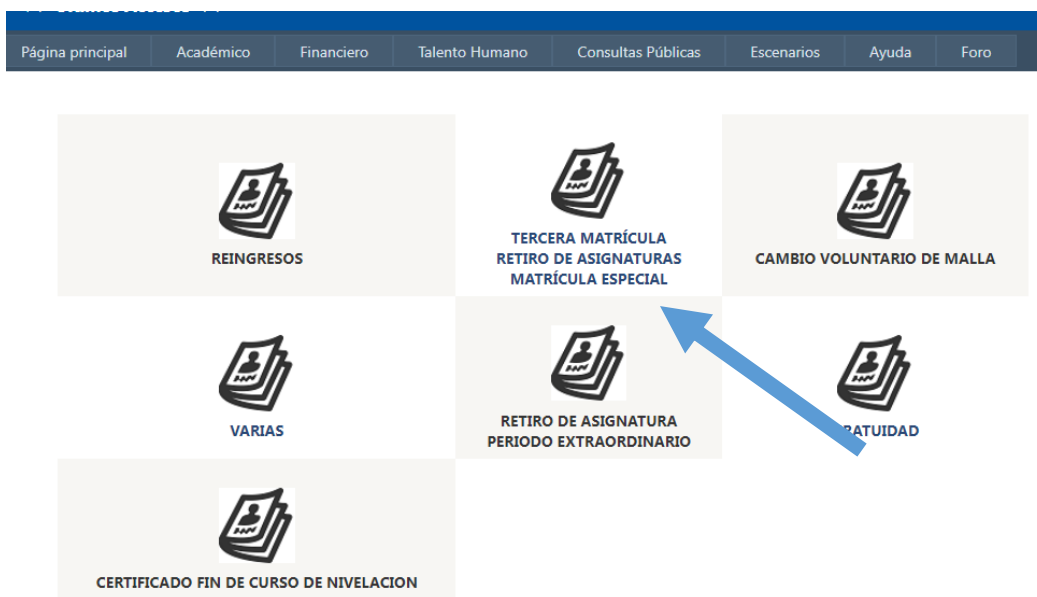 Página principal Académico Financiero Talento Humano Consultas Públicas Escenarios Ayuda Foro
REINGRESOS
TERCERA MATRÍCULA
RETIRO DE ASIGNATURAS
MATRÍCULA ESPECIAL
CAMBIO VOLUNTARIO DE MALLA
VARIAS
RETIRO DE ASIGNATURA
PERIODO EXTRAORDINARIO
RATUIDAD
CERTIFICADO FIN DE CURSO DE NIVELACION